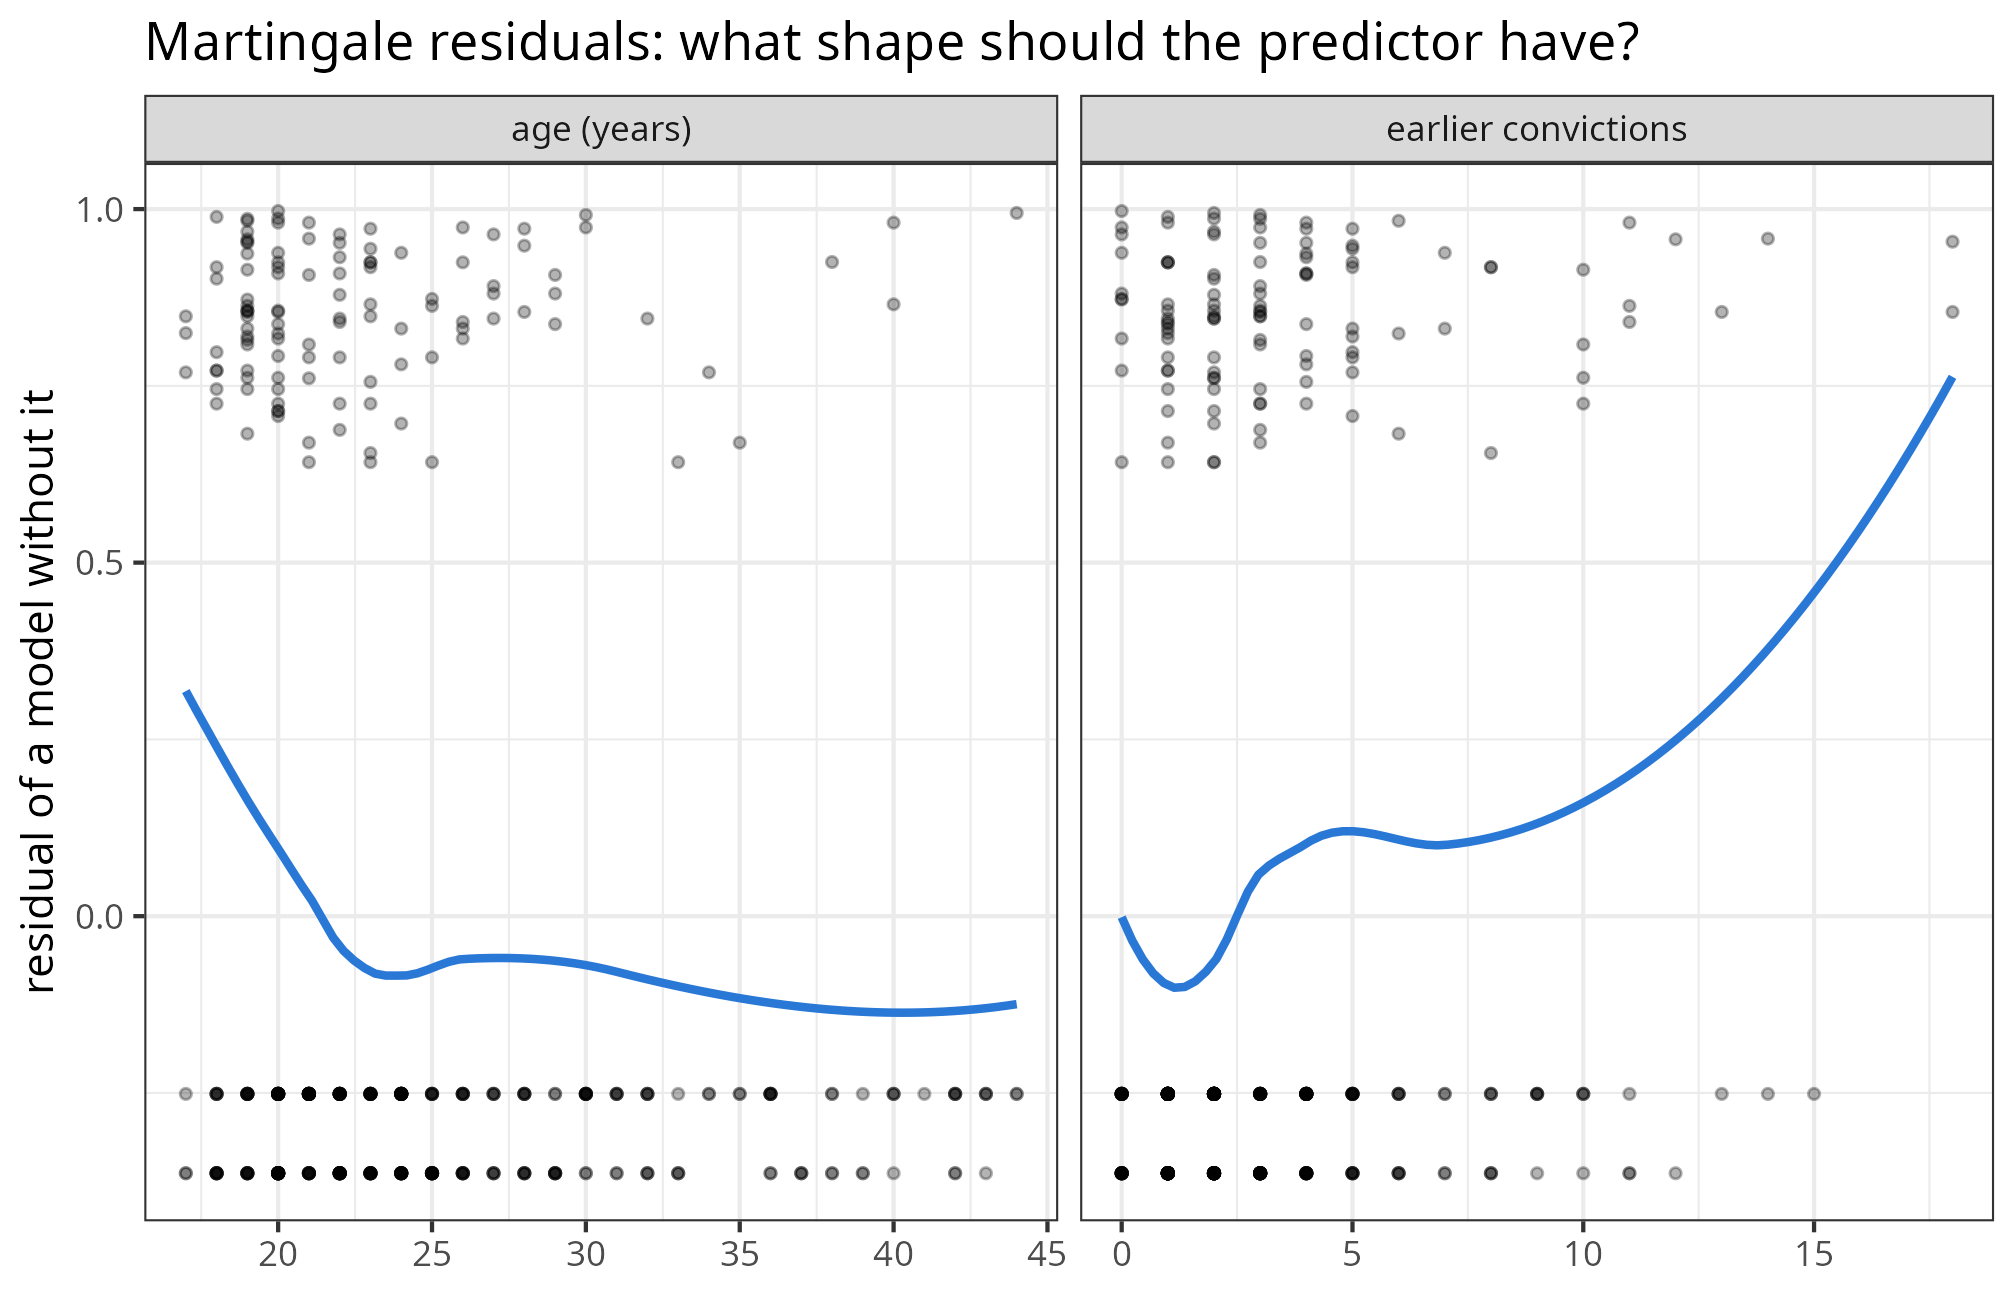 Martingale residuals: what shape should the predictor have?
age (years)
earlier convictions
residual of a model without it
1.0
0.5
0.0
20 25 30 35 40 45
0 5 10 15